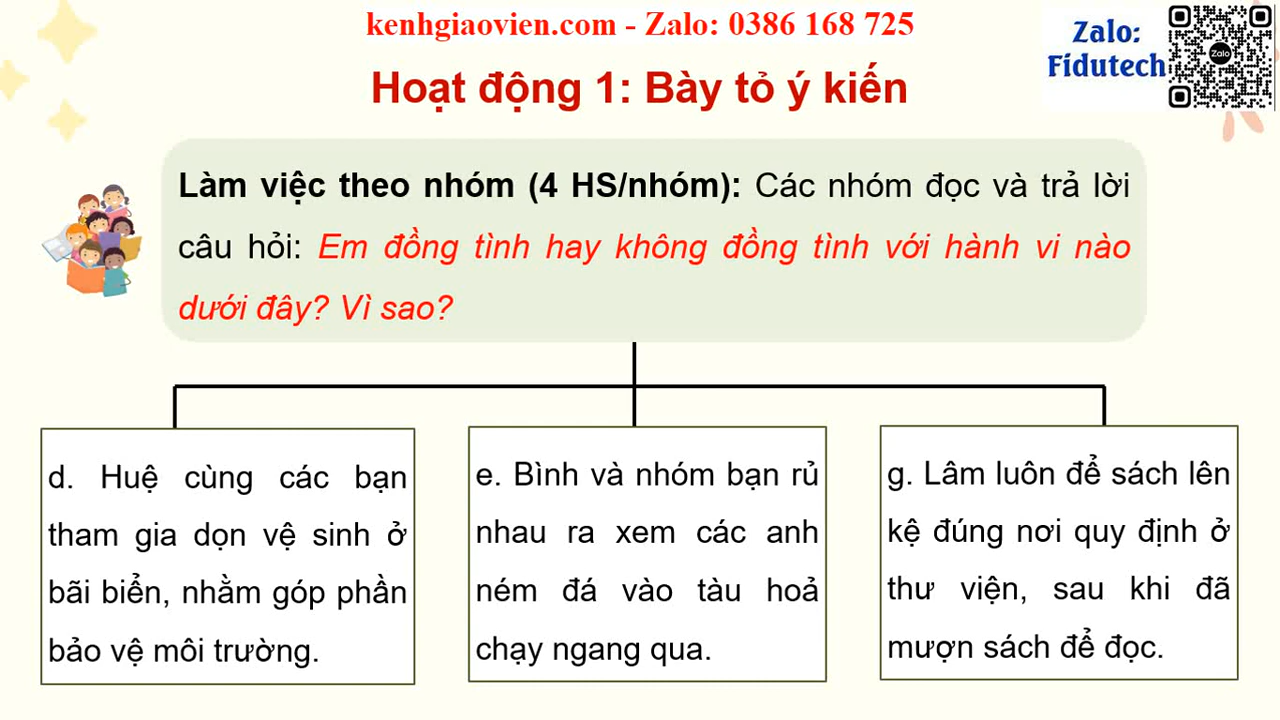 kenhgiaovien.com - Zalo: 0386 168 725
Zalo:
Fidutech
Zalo
Hoạt động 1: Bày tỏ ý kiến
Làm việc theo nhóm (4 HS/nhóm): Các nhóm đọc và trả lời
câu hỏi: Em đồng tình hay không đồng tình với hành vi nào
dưới đây? Vì sao?
d. Huệ cùng các bạn
tham gia dọn vệ sinh ở
bãi biển, nhằm góp phần
bảo vệ môi trường.
e. Bình và nhóm bạn rủ
nhau ra xem các anh
ném đá vào tàu hoả
chạy ngang qua.
g. Lâm luôn để sách lên
kệ đúng nơi quy định ở
thư viện, sau khi đã
mượn sách để đọc.